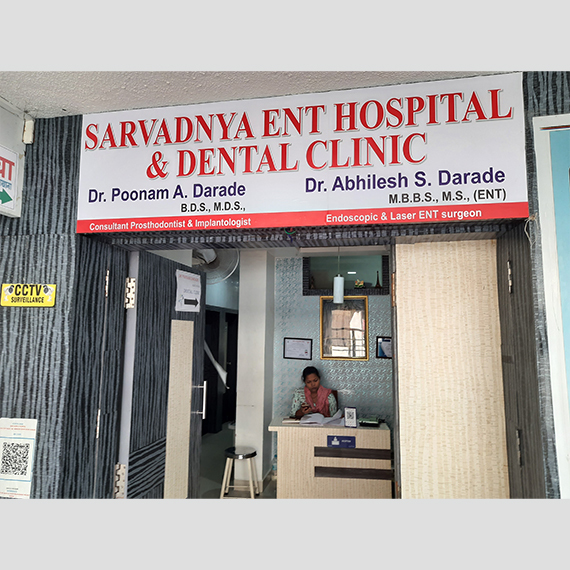 SARVADNYA ENT HOSPITAL
& DENTAL CLINIC
Dr. Poonam A. Darade
B.D.S., M.D.S.,
Consultant Prosthodontist & Implantologist
Dr. Abhilesh S. Darade
M.B.B.S., M.S., (ENT)
Endoscopic & Laser ENT surgeon
CCTV
SURVEILLANCE